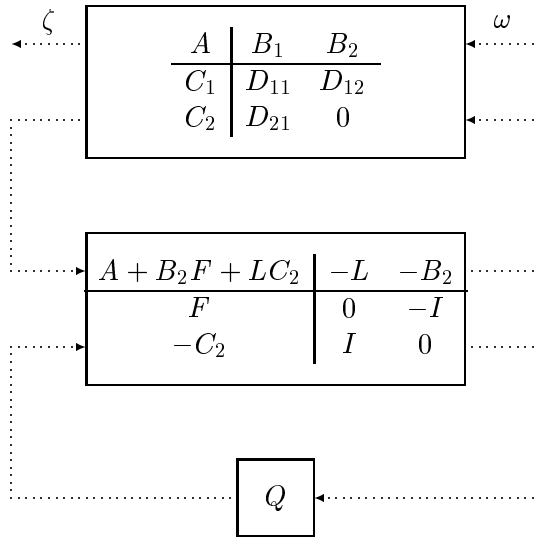 ζ ω
A B₁ B₂
C₁ D₁₁ D₁₂
C₂ D₂₁ 0
A + B₂F + LC₂ −L −B₂
F 0 −I
−C₂ I 0
Q